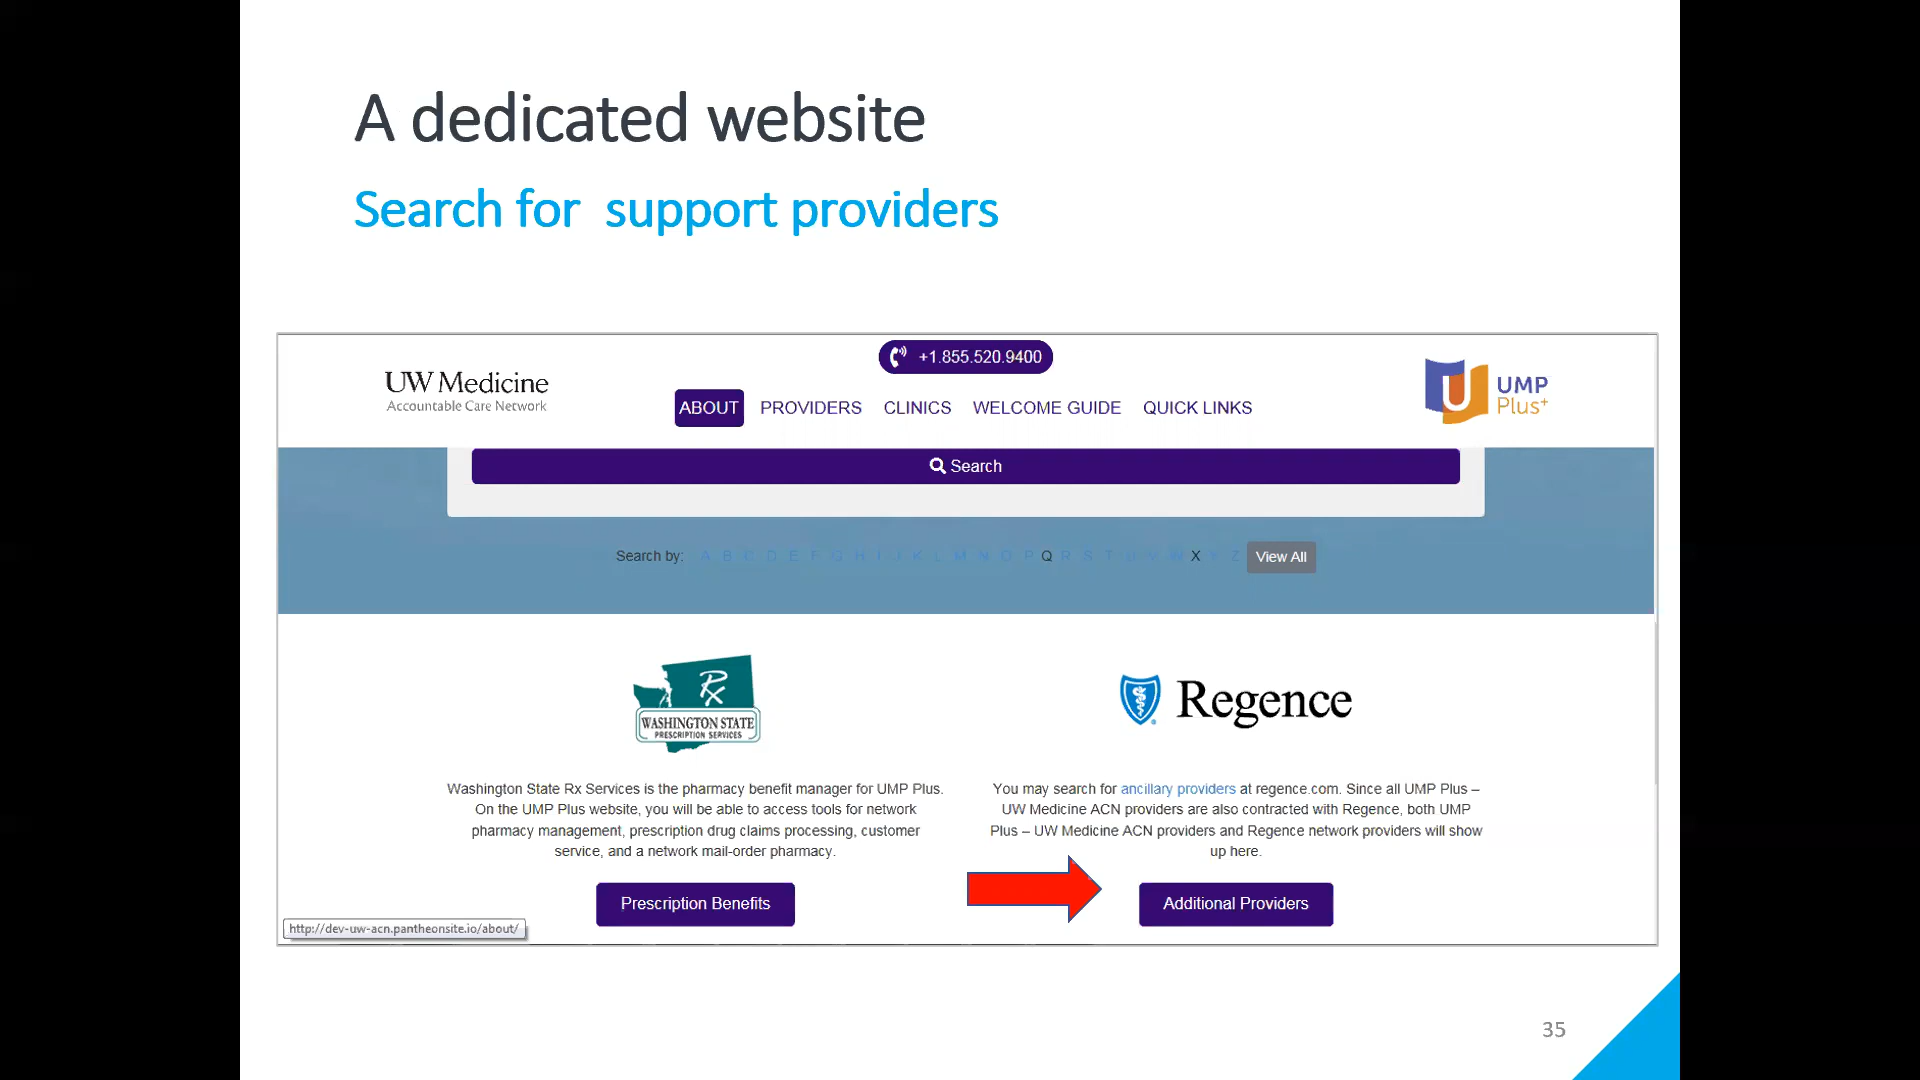 A dedicated website
Search for  support providers
+1.855.520.9400
UW Medicine
Accountable Care Network
ABOUT PROVIDERS CLINICS WELCOME GUIDE QUICK LINKS
UMP
Plus+
Search
Search by: A B C D E F G H I J K L M N O P Q R S T U V W X Y Z View All
Rx
WASHINGTON STATE
PRESCRIPTION SERVICES
Regence
Washington State Rx Services is the pharmacy benefit manager for UMP Plus.
On the UMP Plus website, you will be able to access tools for network
pharmacy management, prescription drug claims processing, customer
service, and a network mail-order pharmacy.
Prescription Benefits
You may search for ancillary providers at regence.com. Since all UMP Plus –
UW Medicine ACN providers are also contracted with Regence, both UMP
Plus – UW Medicine ACN providers and Regence network providers will show
up here.
Additional Providers
http://dev-uw-acn.pantheonsite.io/about/
35